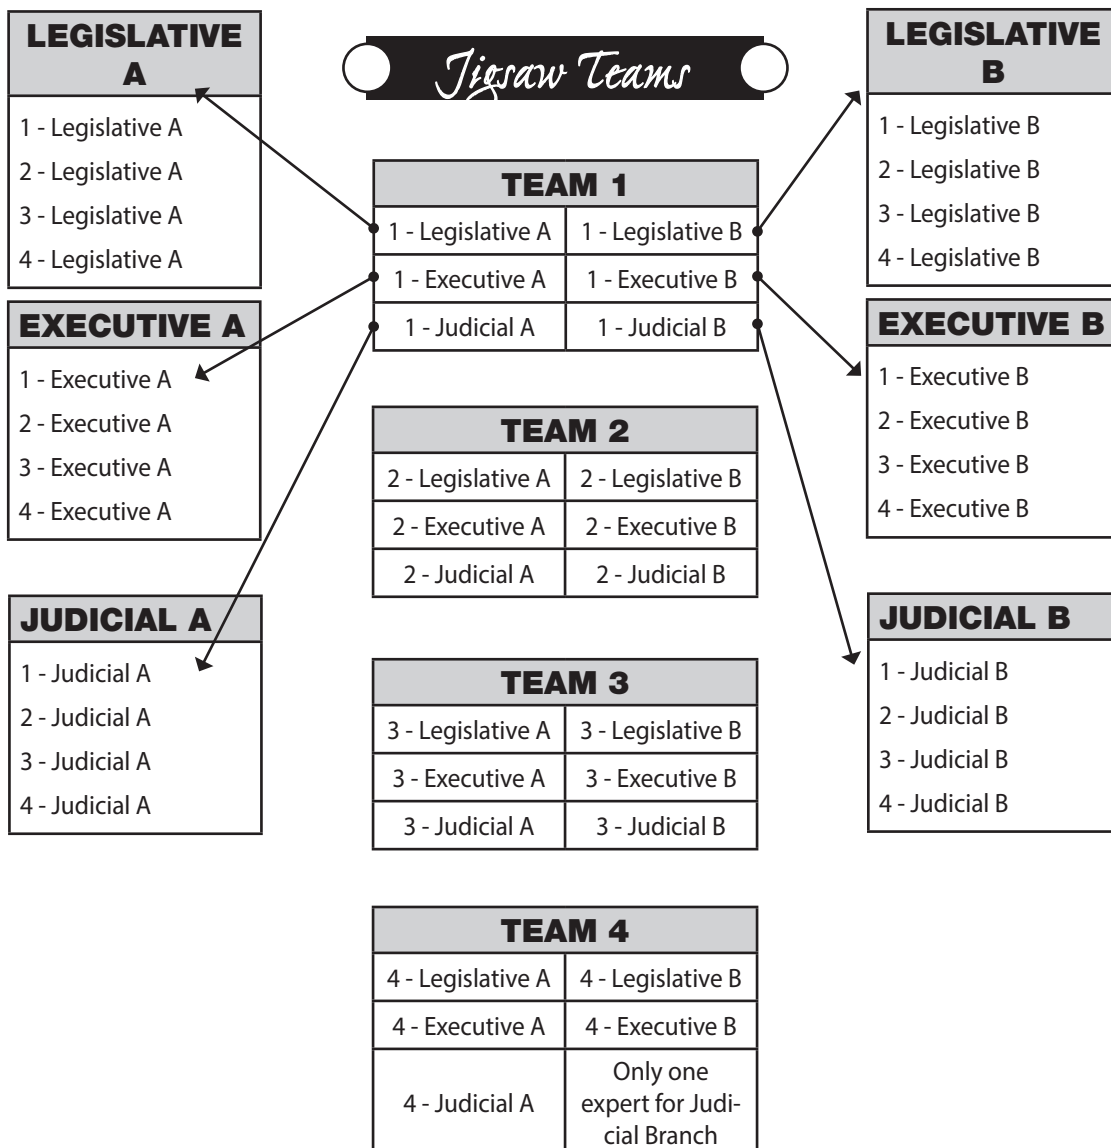 LEGISLATIVE
A
1 - Legislative A
2 - Legislative A
3 - Legislative A
4 - Legislative A
EXECUTIVE A
1 - Executive A
2 - Executive A
3 - Executive A
4 - Executive A
JUDICIAL A
1 - Judicial A
2 - Judicial A
3 - Judicial A
4 - Judicial A
Jigsaw Teams
TEAM 1
1 - Legislative A 1 - Legislative B
1 - Executive A 1 - Executive B
1 - Judicial A 1 - Judicial B
TEAM 2
2 - Legislative A 2 - Legislative B
2 - Executive A 2 - Executive B
2 - Judicial A 2 - Judicial B
TEAM 3
3 - Legislative A 3 - Legislative B
3 - Executive A 3 - Executive B
3 - Judicial A 3 - Judicial B
TEAM 4
4 - Legislative A 4 - Legislative B
4 - Executive A 4 - Executive B
4 - Judicial A
Only one
expert for Judi-
cial Branch
LEGISLATIVE
B
1 - Legislative B
2 - Legislative B
3 - Legislative B
4 - Legislative B
EXECUTIVE B
1 - Executive B
2 - Executive B
3 - Executive B
4 - Executive B
JUDICIAL B
1 - Judicial B
2 - Judicial B
3 - Judicial B
4 - Judicial B